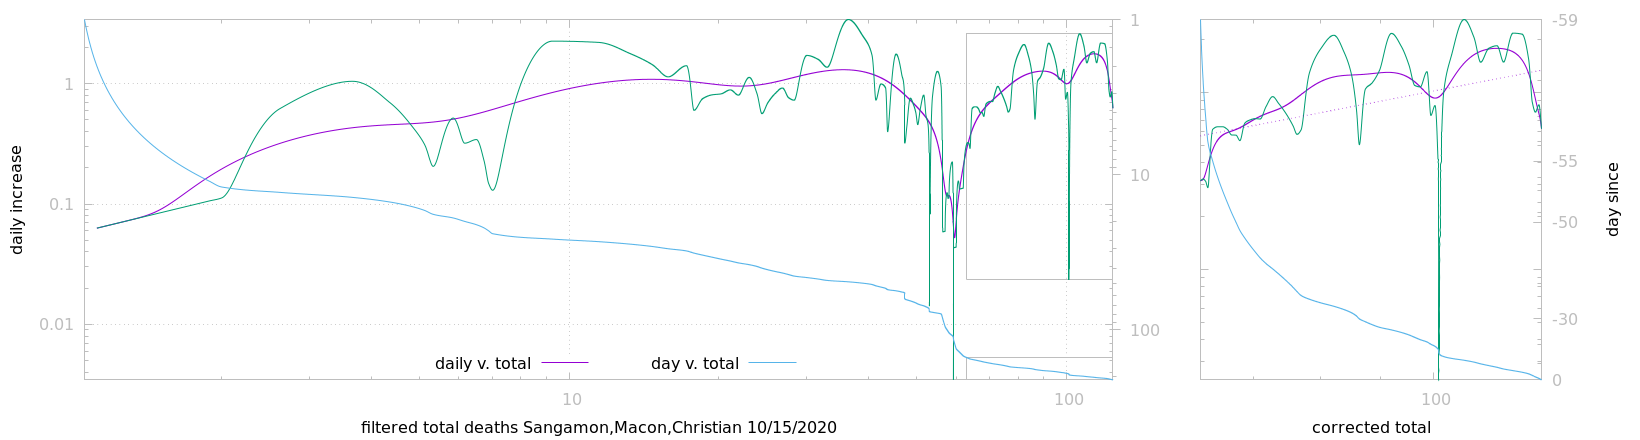 daily increase
1
0.1
0.01
daily v. total
day v. total
10
100
filtered total deaths Sangamon,Macon,Christian 10/15/2020
1
10
100
100
corrected total
-59
-55
-50
-30
0
day since